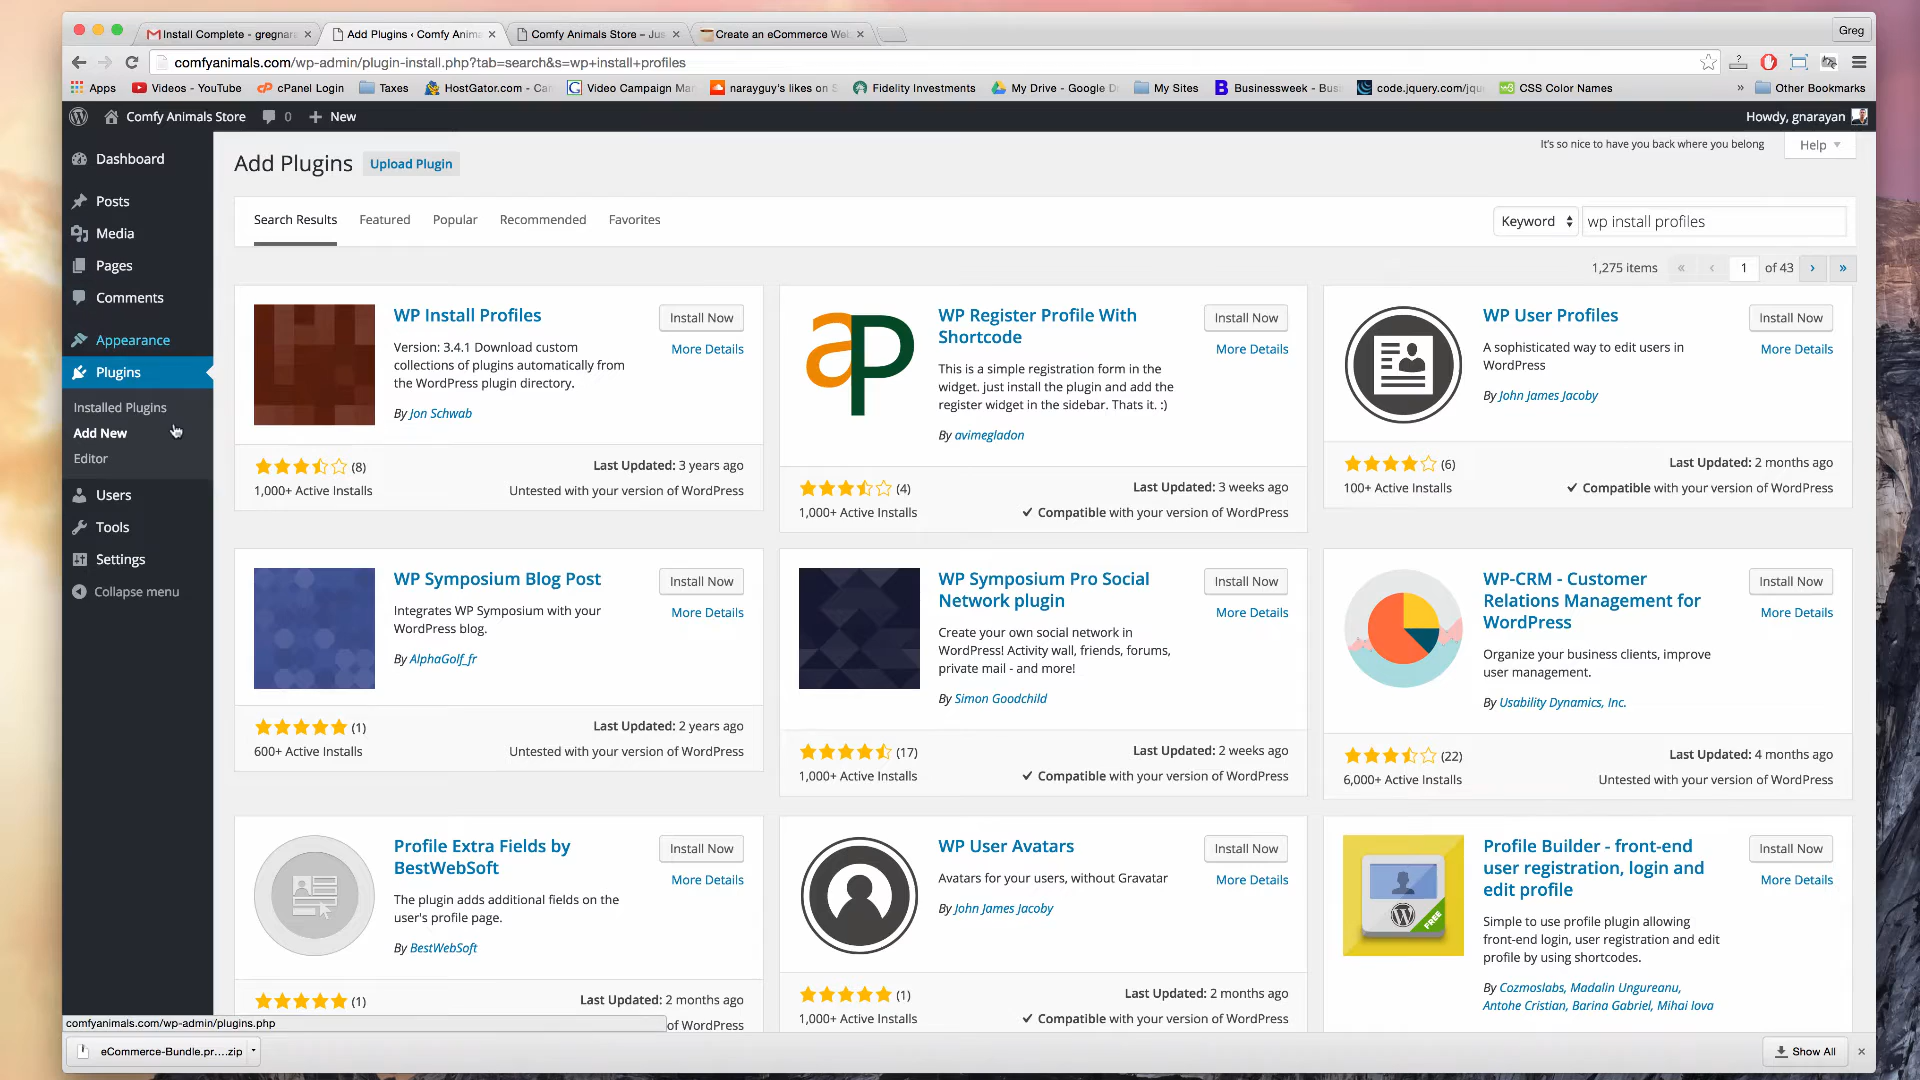 Install Complete - gregnara
Add Plugins ‹ Comfy Anima
Comfy Animals Store – Jus
Create an eCommerce Web
Greg
comfyanimals.com/wp-admin/plugin-install.php?tab=search&s=wp+install+profiles
Apps
Videos - YouTube
cPanel Login
Taxes
HostGator.com - Ca
Video Campaign Ma
narayguy's likes on S
Fidelity Investments
My Drive - Google D
My Sites
Businessweek - Bus
code.jquery.com/jqu
CSS Color Names
»
Other Bookmarks
Comfy Animals Store
0
+ New
Howdy, gnarayan
Dashboard
Posts
Media
Pages
Comments
Appearance
Plugins
Installed Plugins
Add New
Editor
Users
Tools
Settings
Collapse menu
It's so nice to have you back where you belong
Help
Add Plugins
Upload Plugin
Search Results
Featured
Popular
Recommended
Favorites
Keyword
wp install profiles
1,275 items « ‹ 1 of 43 › »
WP Install Profiles
Install Now
More Details
Version: 3.4.1 Download custom
collections of plugins automatically from
the WordPress plugin directory.
By Jon Schwab
(8)
Last Updated: 3 years ago
1,000+ Active Installs
Untested with your version of WordPress
aP
WP Register Profile With
Shortcode
Install Now
More Details
This is a simple registration form in the
widget. just install the plugin and add the
register widget in the sidebar. Thats it. :)
By avimegladon
(4)
Last Updated: 3 weeks ago
1,000+ Active Installs
✓ Compatible with your version of WordPress
WP User Profiles
Install Now
More Details
A sophisticated way to edit users in
WordPress
By John James Jacoby
(6)
Last Updated: 2 months ago
100+ Active Installs
✓ Compatible with your version of WordPress
WP Symposium Blog Post
Install Now
More Details
Integrates WP Symposium with your
WordPress blog.
By AlphaGolf_fr
(1)
Last Updated: 2 years ago
600+ Active Installs
Untested with your version of WordPress
WP Symposium Pro Social
Network plugin
Install Now
More Details
Create your own social network in
WordPress! Activity wall, friends, forums,
private mail - and more!
By Simon Goodchild
(17)
Last Updated: 2 weeks ago
1,000+ Active Installs
✓ Compatible with your version of WordPress
WP-CRM - Customer
Relations Management for
WordPress
Install Now
More Details
Organize your business clients, improve
user management.
By Usability Dynamics, Inc.
(22)
Last Updated: 4 months ago
6,000+ Active Installs
Untested with your version of WordPress
Profile Extra Fields by
BestWebSoft
Install Now
More Details
The plugin adds additional fields on the
user's profile page.
By BestWebSoft
(1)
Last Updated: 2 months ago
of WordPress
WP User Avatars
Install Now
More Details
Avatars for your users, without Gravatar
By John James Jacoby
(1)
Last Updated: 2 months ago
1,000+ Active Installs
✓ Compatible with your version of WordPress
FREE
Profile Builder - front-end
user registration, login and
edit profile
Install Now
More Details
Simple to use profile plugin allowing
front-end login, user registration and edit
profile by using shortcodes.
By Cozmoslabs, Madalin Ungureanu,
Antohe Cristian, Barina Gabriel, Mihai Iova
comfyanimals.com/wp-admin/plugins.php
eCommerce-Bundle.pr....zip
Show All